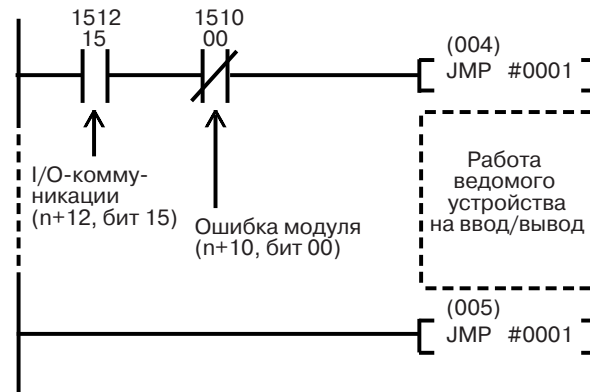 1512
15
1510
00
(004)
JMP #0001
I/O-комму-
никации
(n+12, бит 15)
Ошибка модуля
(n+10, бит 00)
Работа
ведомого
устройства
на ввод/вывод
(005)
JMP #0001